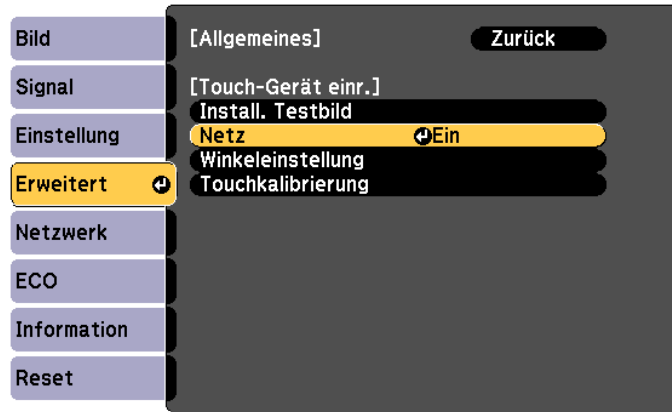 Bild
Signal
Einstellung
Erweitert
Netzwerk
ECO
Information
Reset
[Allgemeines] Zurück
[Touch-Gerät einr.]
Install. Testbild
Netz Ein
Winkeleinstellung
Touchkalibrierung